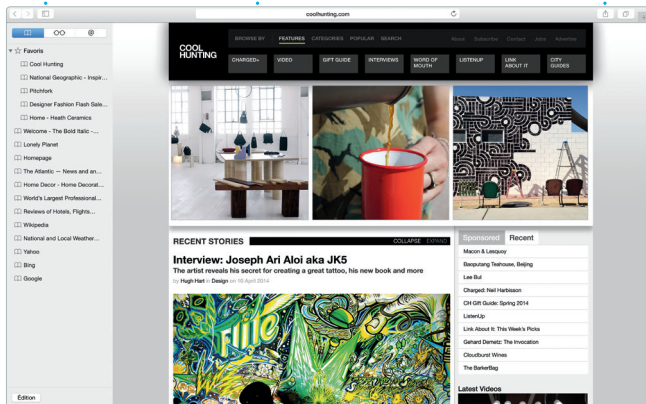 coolhunting.com
@
Favoris
Cool Hunting
National Geographic - Inspir...
Pitchfork
Designer Fashion Flash Sale...
Home - Heath Ceramics
Welcome - The Bold Italic -...
Lonely Planet
Homepage
The Atlantic — News and an...
Home Decor - Home Decorat...
World's Largest Professional...
Reviews of Hotels, Flights...
Wikipedia
National and Local Weather...
Yahoo
Bing
Google
Édition
COOL HUNTING
BROWSE BY FEATURES CATEGORIES POPULAR SEARCH
About Subscribe Contact Jobs Advertise
CHARGED+ VIDEO GIFT GUIDE INTERVIEWS WORD OF MOUTH LISTENUP LINK ABOUT IT CITY GUIDES
RECENT STORIES COLLAPSE EXPAND
Interview: Joseph Ari Aloi aka JK5
The artist reveals his secret for creating a great tattoo, his new book and more
by Hugh Hart in Design on 16 April 2014
Sponsored Recent
Macon & Lesquoy
Baoputang Teahouse, Beijing
Lee Bul
Charged: Neil Harbisson
CH Gift Guide: Spring 2014
ListenUp
Link About It: This Week's Picks
Gehard Demetz: The Invocation
Cloudburst Wines
The BarkerBag
Latest Videos